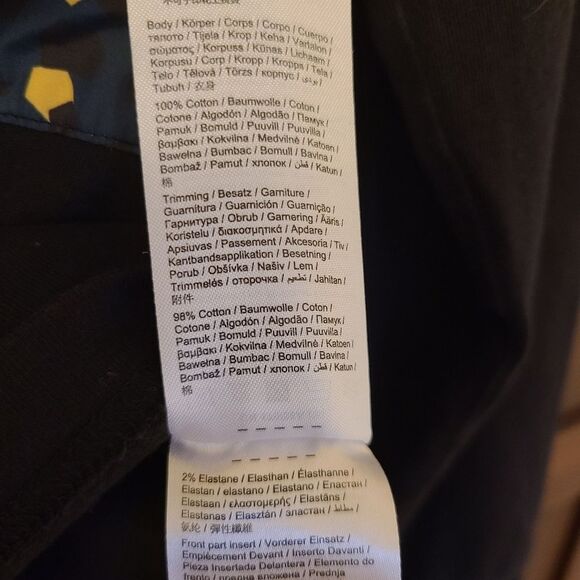 Body / Körper / Corps / Corpo / Cuerpo /
тялото / Tijela / Krop / Keha / Vartalon /
σώματος / Korpuss / Kūnas / Lichaam /
Korpusu / Corp / Kropp / Kropps / Tela /
Telo / Tělová / Törzs / корпус / بدن /
Tubuh / 衣身
100% Cotton / Baumwolle / Coton /
Cotone / Algodón / Algodão / Памук /
Pamuk / Bomuld / Puuvill / Puuvilla /
βαμβάκι / Kokvilna / Medvilnė / Katoen /
Bawełna / Bumbac / Bomull / Bavlna /
Bombaž / Pamut / хлопок / قطن / Katun /
棉
Trimming / Besatz / Garniture /
Guarnitura / Guarnición / Guarnição /
Гарнитура / Obrub / Garnering / Ääris /
Koristelu / διακοσμητικά / Apdare /
Apsiuvas / Passement / Akcesoria / Tiv /
Kantbandsapplikation / Besetning /
Porub / Obšívka / Našiv / Lem /
Trimmelés / оторочка / تطعيم / Jahitan /
附件
98% Cotton / Baumwolle / Coton /
Cotone / Algodón / Algodão / Памук /
Pamuk / Bomuld / Puuvill / Puuvilla /
βαμβάκι / Kokvilna / Medvilnė / Katoen /
Bawełna / Bumbac / Bomull / Bavlna /
Bombaž / Pamut / хлопок / قطن / Katun /
棉
2% Elastane / Elasthan / Élasthanne /
Elastan / elastano / Elastano / Еластан /
Elastaan / ελαστομερής / Elastāns /
Elastanas / Elasztán / эластан / مطاط /
氨纶 / 彈性纖維
Front part insert / Vorderer Einsatz /
Empiècement Devant / Inserto Davanti /
Pieza Insertada Delantera / Elemento do